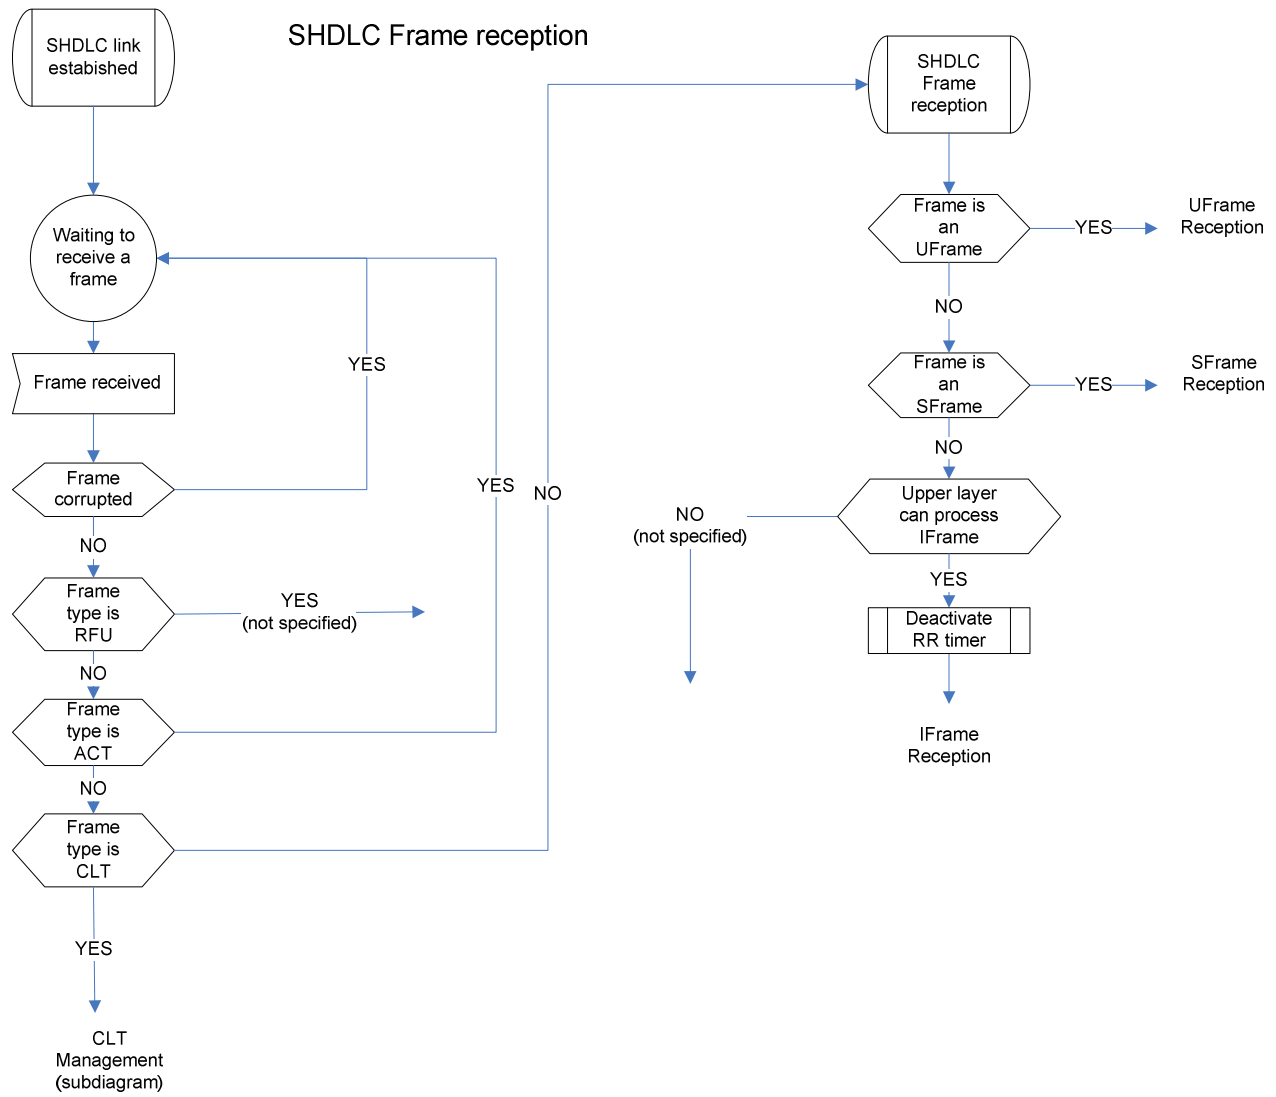 SHDLC Frame reception
SHDLC link
estabished
Waiting to
receive a
frame
YES
Frame received
Frame
corrupted
YES
NO
NO
Frame
type is
RFU
YES
(not specified)
NO
Frame
type is
ACT
NO
Frame
type is
CLT
YES
CLT
Management
(subdiagram)
SHDLC
Frame
reception
Frame is
an
UFrame
YES
UFrame
Reception
NO
Frame is
an
SFrame
YES
SFrame
Reception
NO
Upper layer
can process
IFrame
NO
(not specified)
YES
Deactivate
RR timer
IFrame
Reception